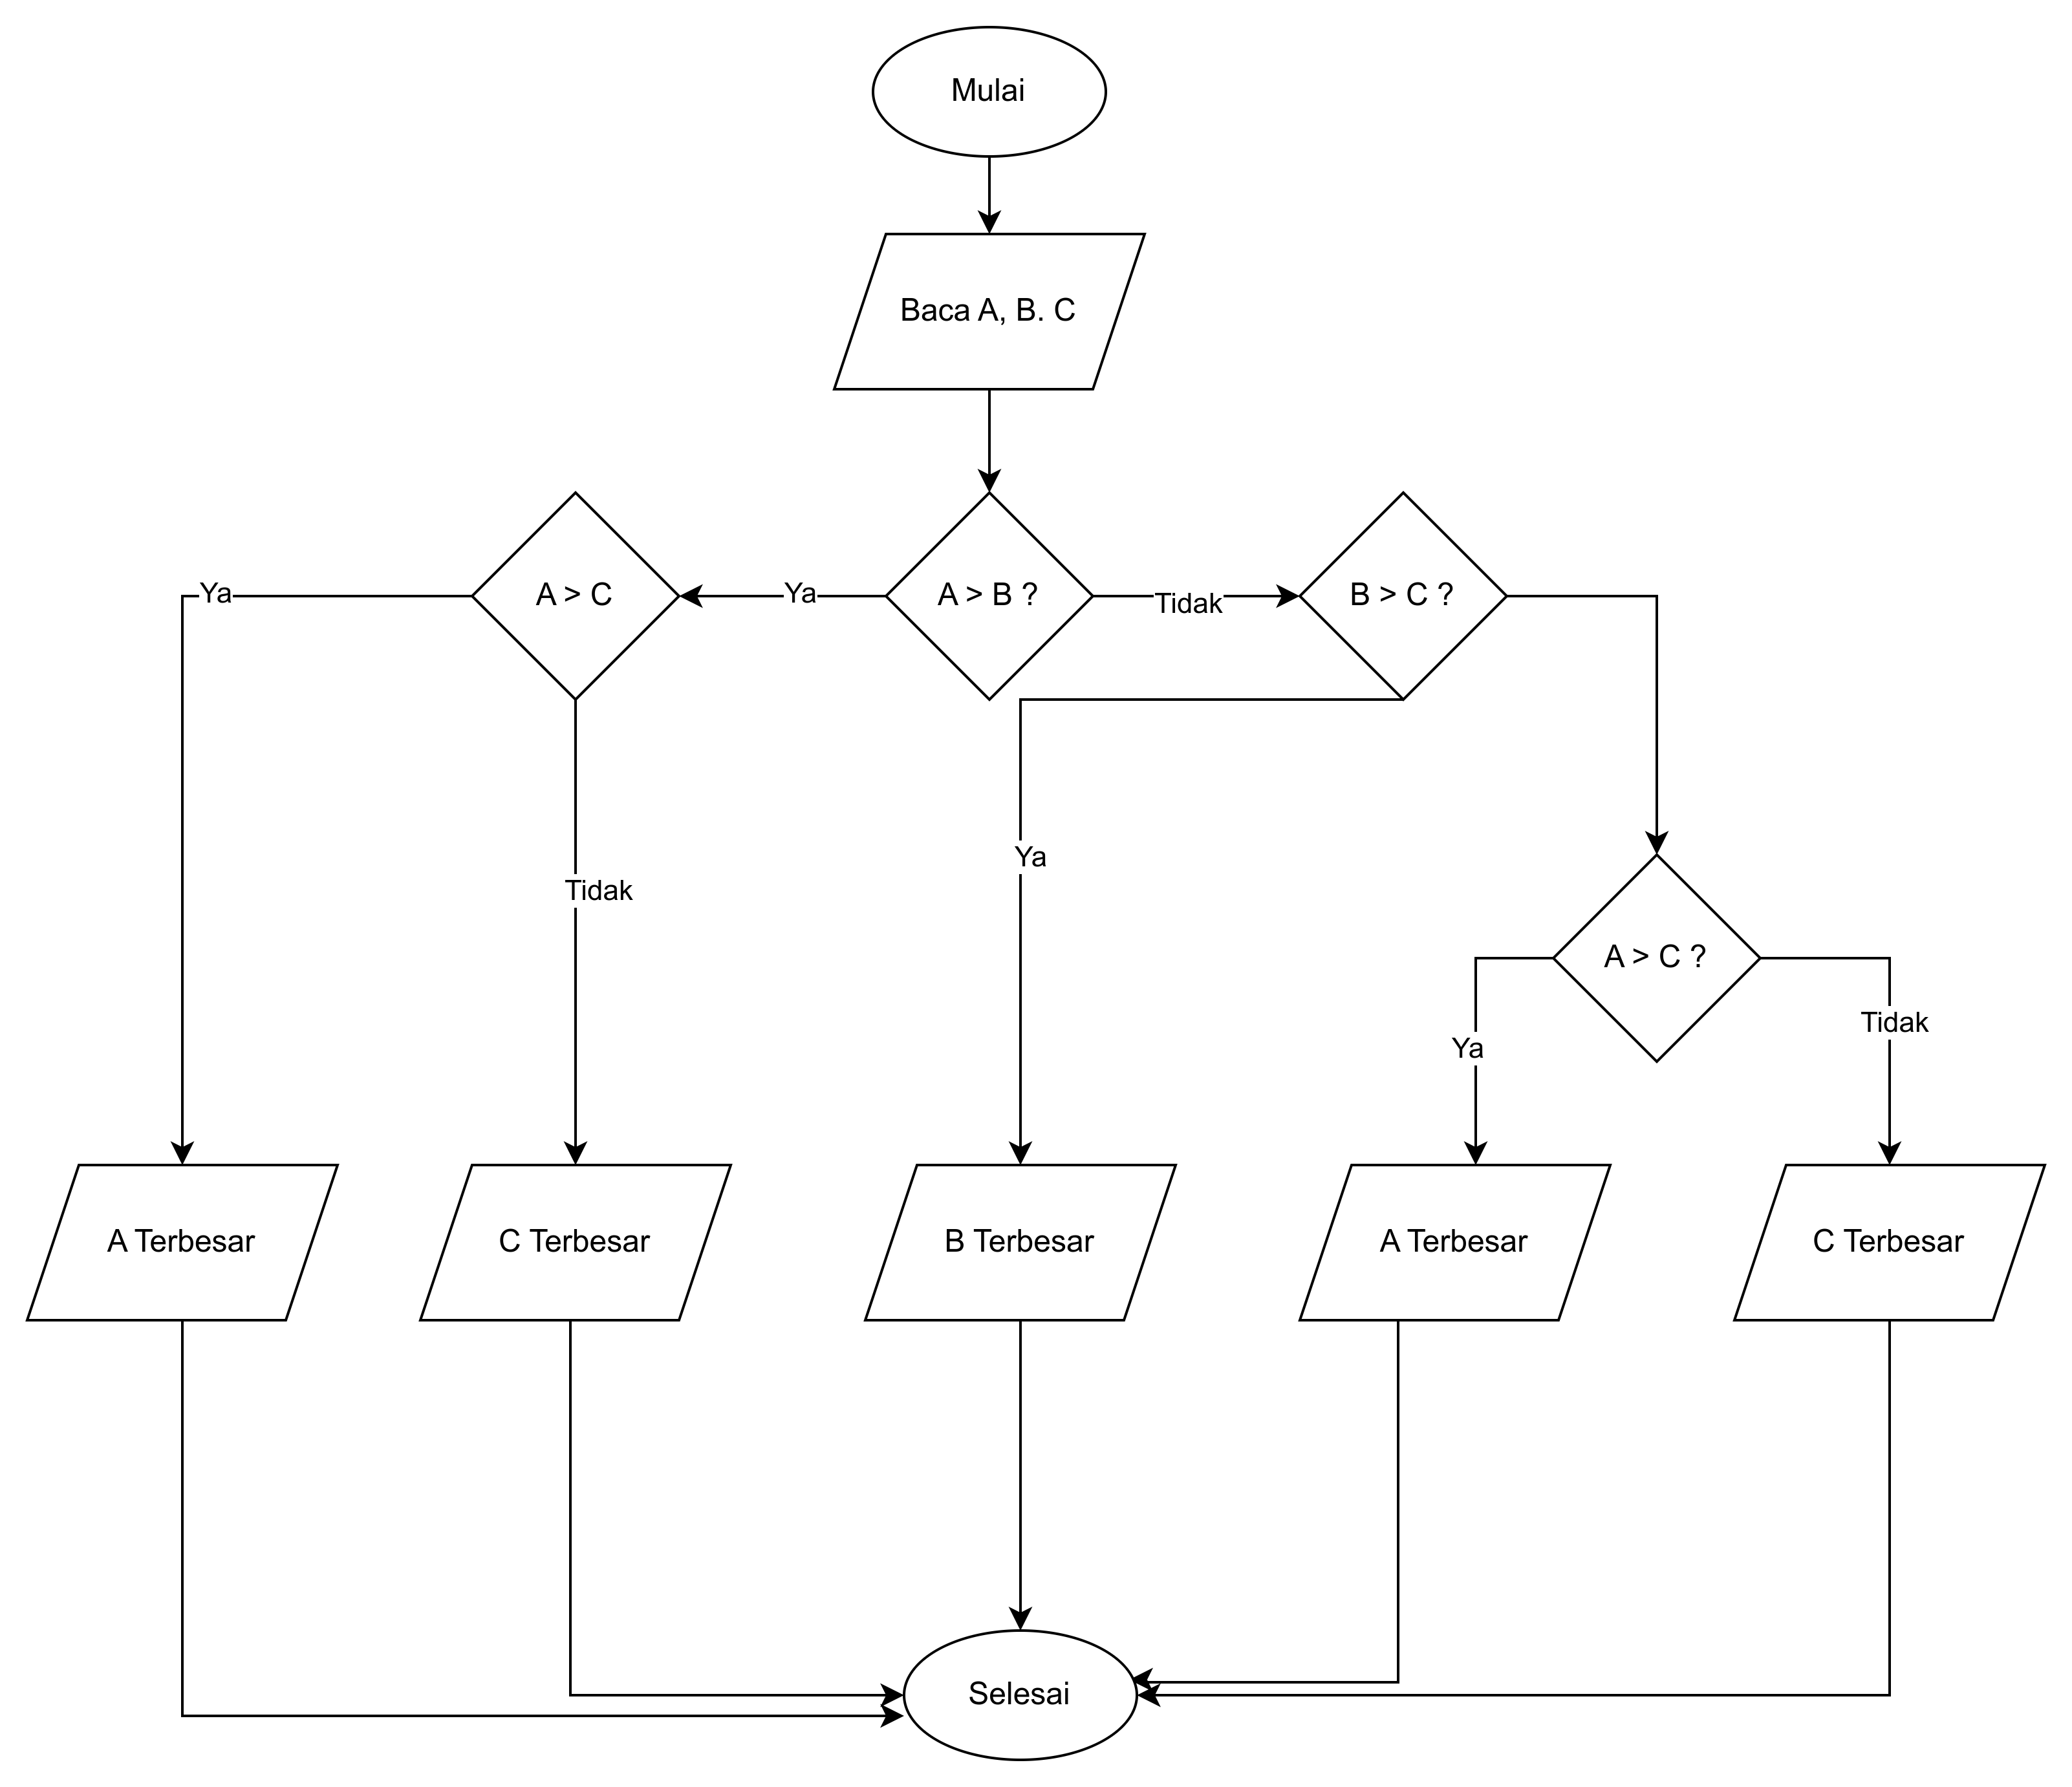 Mulai
Baca A, B. C
A > C
Ya
A > B ?
Tidak
B > C ?
Ya
Tidak
Ya
A > C ?
Ya
Tidak
A Terbesar
C Terbesar
B Terbesar
A Terbesar
C Terbesar
Selesai